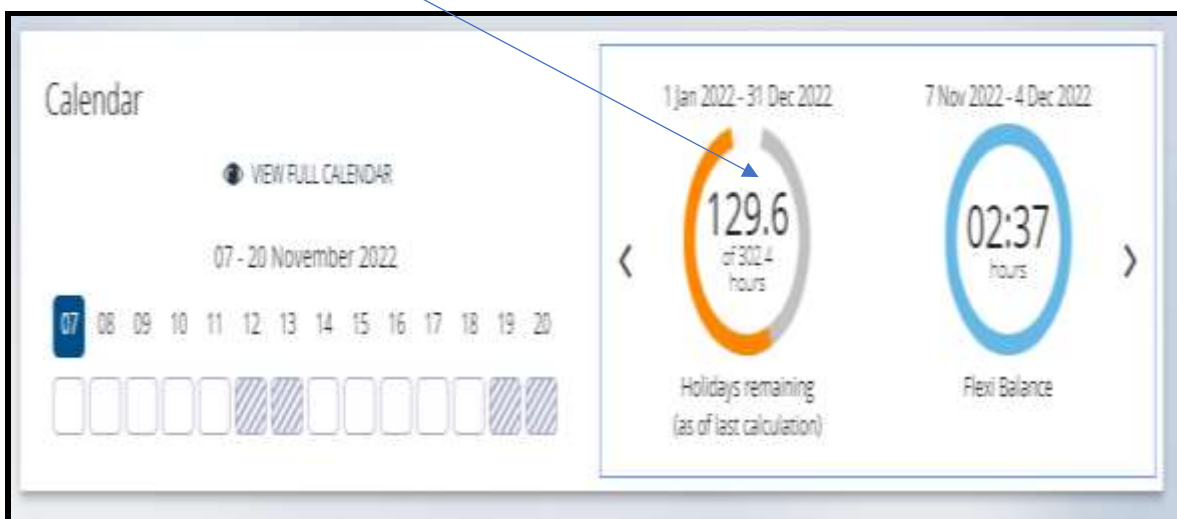 Calendar
VIEW FULL CALENDAR
07 - 20 November 2022
07 08 09 10 11 12 13 14 15 16 17 18 19 20
1 Jan 2022 - 31 Dec 2022
129.6
of 302.4
hours
Holidays remaining
(as of last calculation)
7 Nov 2022 - 4 Dec 2022
02:37
hours
Flexi Balance